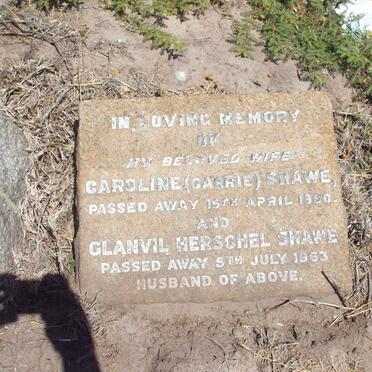 IN LOVING MEMORY
OF
MY BELOVED WIFE
CAROLINE (CARRIE) SHAWE,
PASSED AWAY 15TH APRIL 1960.
AND
GLANVIL HERSCHEL SHAWE
PASSED AWAY 5TH JULY 1963
HUSBAND OF ABOVE.